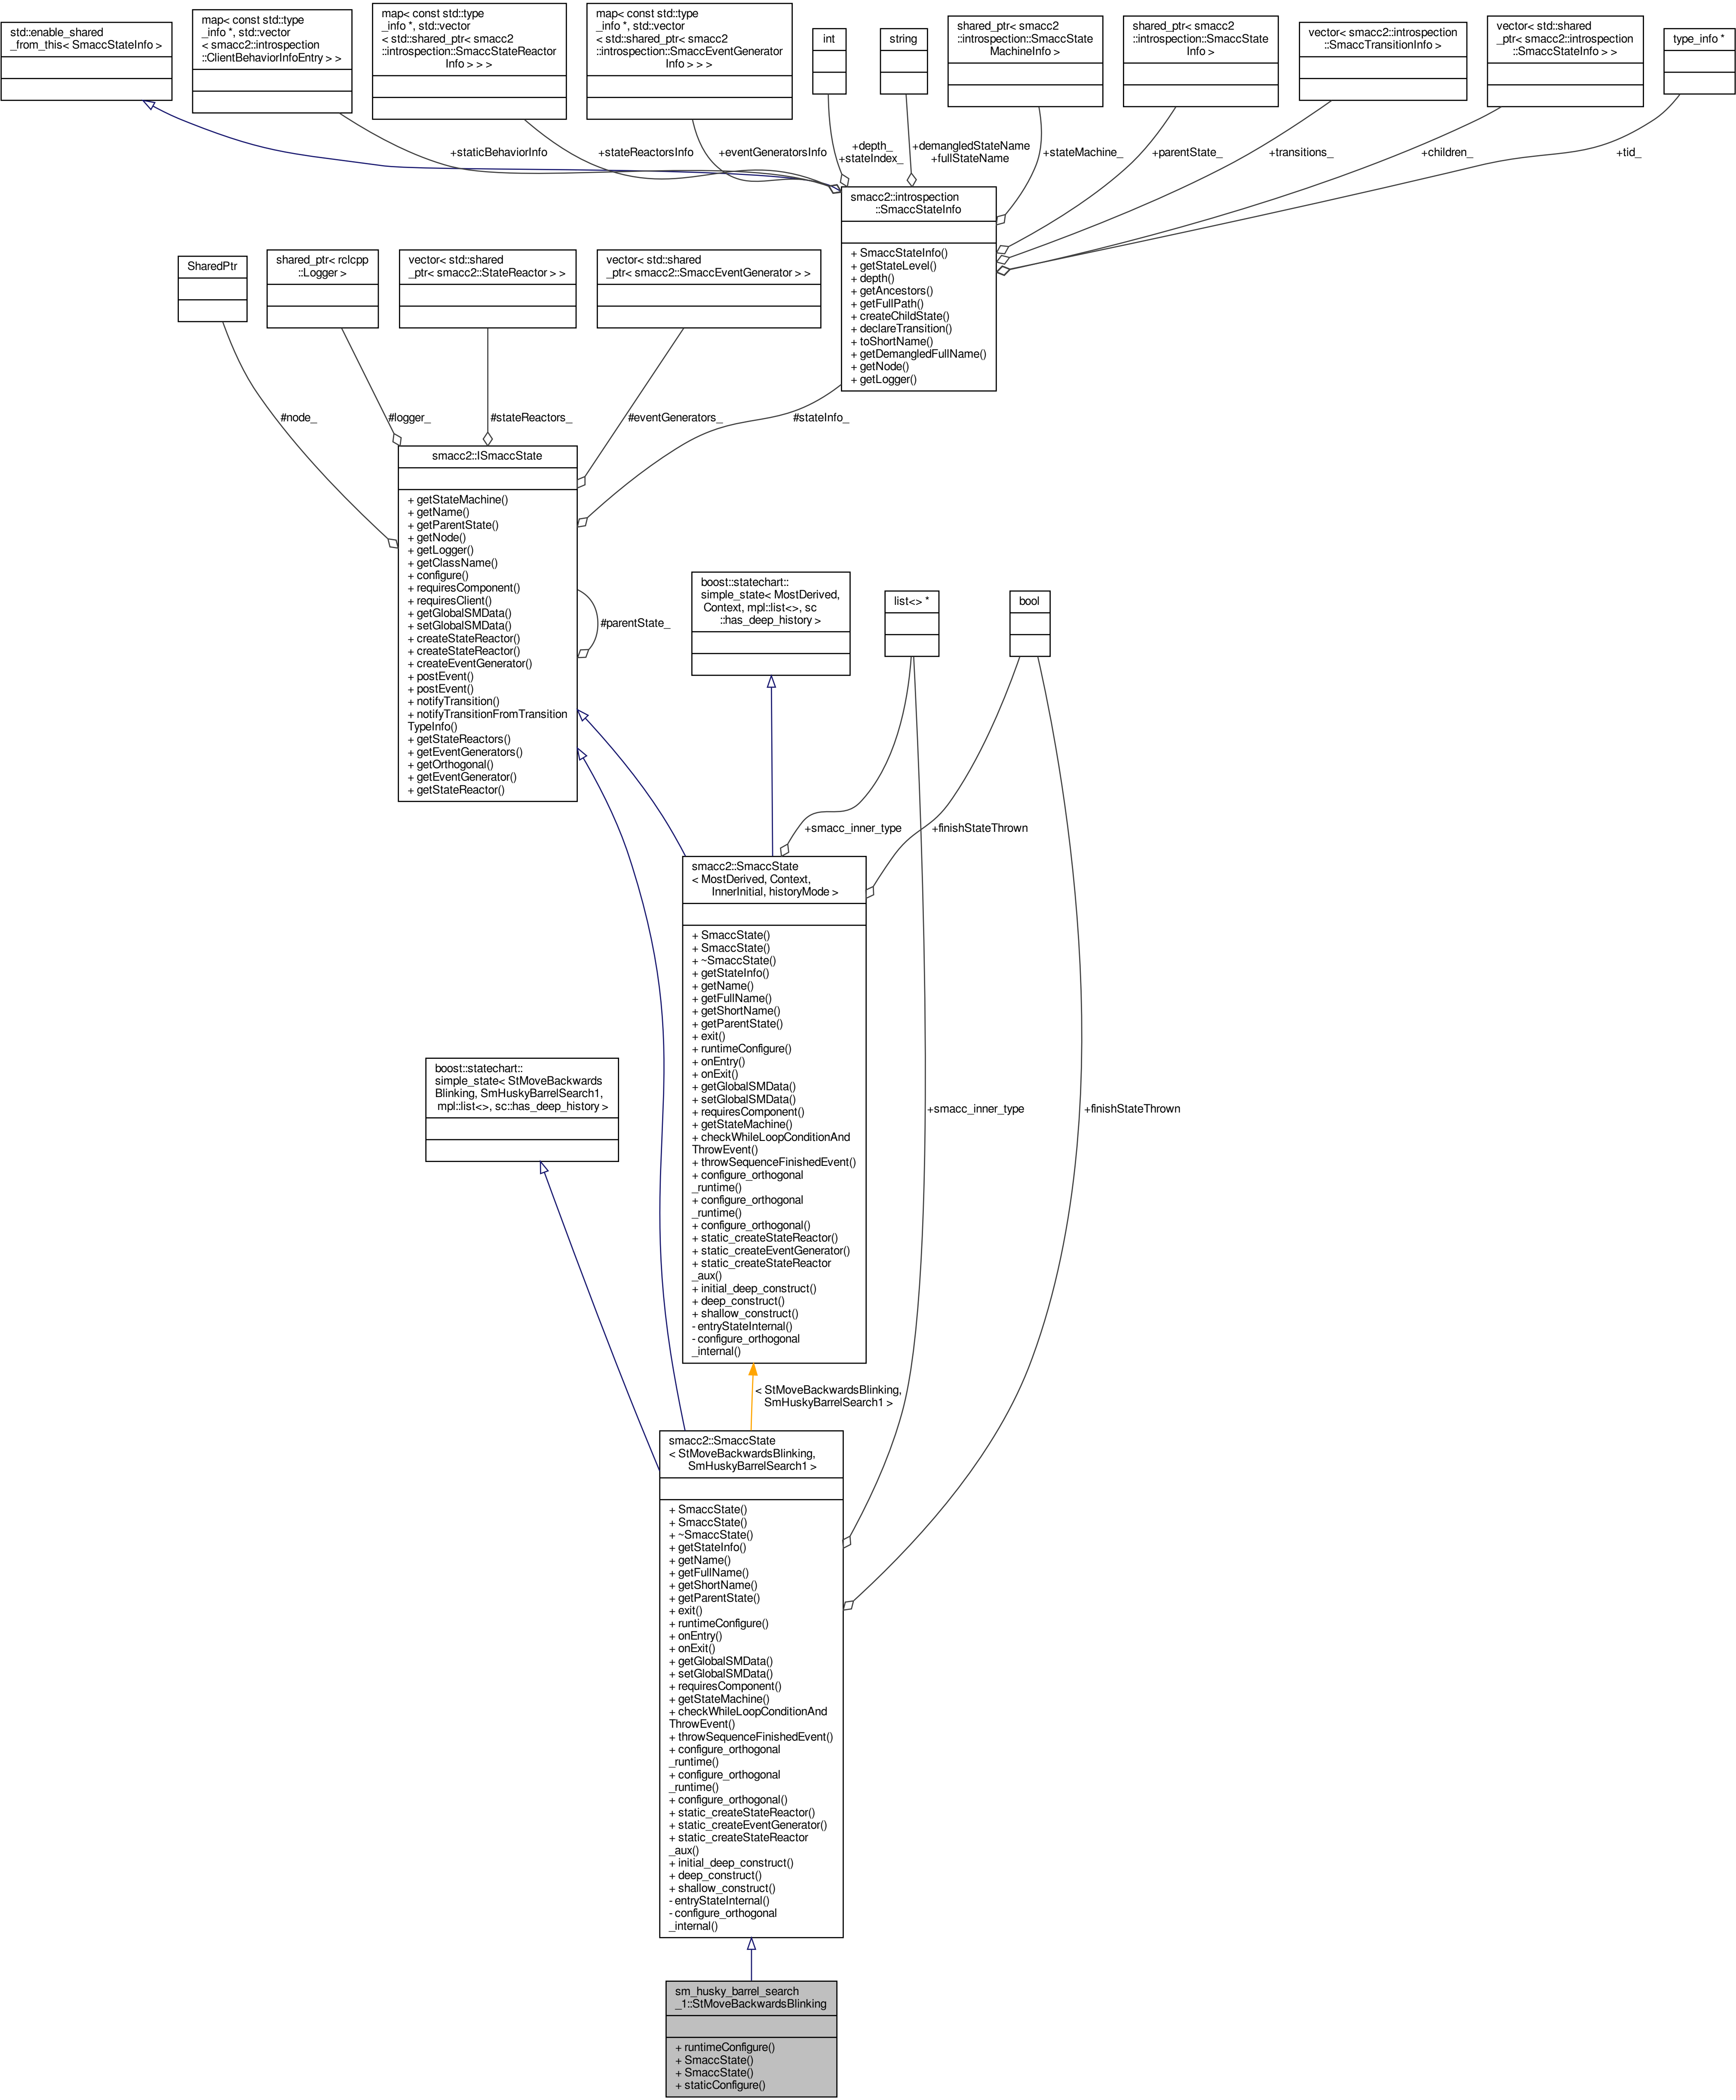 std::enable_shared
_from_this< SmaccStateInfo >
map< const std::type
_info *, std::vector
< smacc2::introspection
::ClientBehaviorInfoEntry > >
map< const std::type
_info *, std::vector
< std::shared_ptr< smacc2
::introspection::SmaccStateReactor
Info > > >
map< const std::type
_info *, std::vector
< std::shared_ptr< smacc2
::introspection::SmaccEventGenerator
Info > > >
int
string
shared_ptr< smacc2
::introspection::SmaccState
MachineInfo >
shared_ptr< smacc2
::introspection::SmaccState
Info >
vector< smacc2::introspection
::SmaccTransitionInfo >
vector< std::shared
_ptr< smacc2::introspection
::SmaccStateInfo > >
type_info *
+staticBehaviorInfo
+stateReactorsInfo
+eventGeneratorsInfo
+depth_
+stateIndex_
+demangledStateName
+fullStateName
+stateMachine_
+parentState_
+transitions_
+children_
+tid_
smacc2::introspection
::SmaccStateInfo
+ SmaccStateInfo()
+ getStateLevel()
+ depth()
+ getAncestors()
+ getFullPath()
+ createChildState()
+ declareTransition()
+ toShortName()
+ getDemangledFullName()
+ getNode()
+ getLogger()
SharedPtr
shared_ptr< rclcpp
::Logger >
vector< std::shared
_ptr< smacc2::StateReactor > >
vector< std::shared
_ptr< smacc2::SmaccEventGenerator > >
#node_
#logger_
#stateReactors_
#eventGenerators_
#stateInfo_
smacc2::ISmaccState
+ getStateMachine()
+ getName()
+ getParentState()
+ getNode()
+ getLogger()
+ getClassName()
+ configure()
+ requiresComponent()
+ requiresClient()
+ getGlobalSMData()
+ setGlobalSMData()
+ createStateReactor()
+ createStateReactor()
+ createEventGenerator()
+ postEvent()
+ postEvent()
+ notifyTransition()
+ notifyTransitionFromTransition
TypeInfo()
+ getStateReactors()
+ getEventGenerators()
+ getOrthogonal()
+ getEventGenerator()
+ getStateReactor()
#parentState_
boost::statechart::
simple_state< MostDerived,
Context, mpl::list<>, sc
::has_deep_history >
list<> *
bool
+smacc_inner_type
+finishStateThrown
smacc2::SmaccState
< MostDerived, Context,
InnerInitial, historyMode >
+ SmaccState()
+ SmaccState()
+ ~SmaccState()
+ getStateInfo()
+ getName()
+ getFullName()
+ getShortName()
+ getParentState()
+ exit()
+ runtimeConfigure()
+ onEntry()
+ onExit()
+ getGlobalSMData()
+ setGlobalSMData()
+ requiresComponent()
+ getStateMachine()
+ checkWhileLoopConditionAnd
ThrowEvent()
+ throwSequenceFinishedEvent()
+ configure_orthogonal
_runtime()
+ configure_orthogonal
_runtime()
+ configure_orthogonal()
+ static_createStateReactor()
+ static_createEventGenerator()
+ static_createStateReactor
_aux()
+ initial_deep_construct()
+ deep_construct()
+ shallow_construct()
- entryStateInternal()
- configure_orthogonal
_internal()
boost::statechart::
simple_state< StMoveBackwards
Blinking, SmHuskyBarrelSearch1,
mpl::list<>, sc::has_deep_history >
+smacc_inner_type
+finishStateThrown
< StMoveBackwardsBlinking,
SmHuskyBarrelSearch1 >
smacc2::SmaccState
< StMoveBackwardsBlinking,
SmHuskyBarrelSearch1 >
+ SmaccState()
+ SmaccState()
+ ~SmaccState()
+ getStateInfo()
+ getName()
+ getFullName()
+ getShortName()
+ getParentState()
+ exit()
+ runtimeConfigure()
+ onEntry()
+ onExit()
+ getGlobalSMData()
+ setGlobalSMData()
+ requiresComponent()
+ getStateMachine()
+ checkWhileLoopConditionAnd
ThrowEvent()
+ throwSequenceFinishedEvent()
+ configure_orthogonal
_runtime()
+ configure_orthogonal
_runtime()
+ configure_orthogonal()
+ static_createStateReactor()
+ static_createEventGenerator()
+ static_createStateReactor
_aux()
+ initial_deep_construct()
+ deep_construct()
+ shallow_construct()
- entryStateInternal()
- configure_orthogonal
_internal()
sm_husky_barrel_search
_1::StMoveBackwardsBlinking
+ runtimeConfigure()
+ SmaccState()
+ SmaccState()
+ staticConfigure()